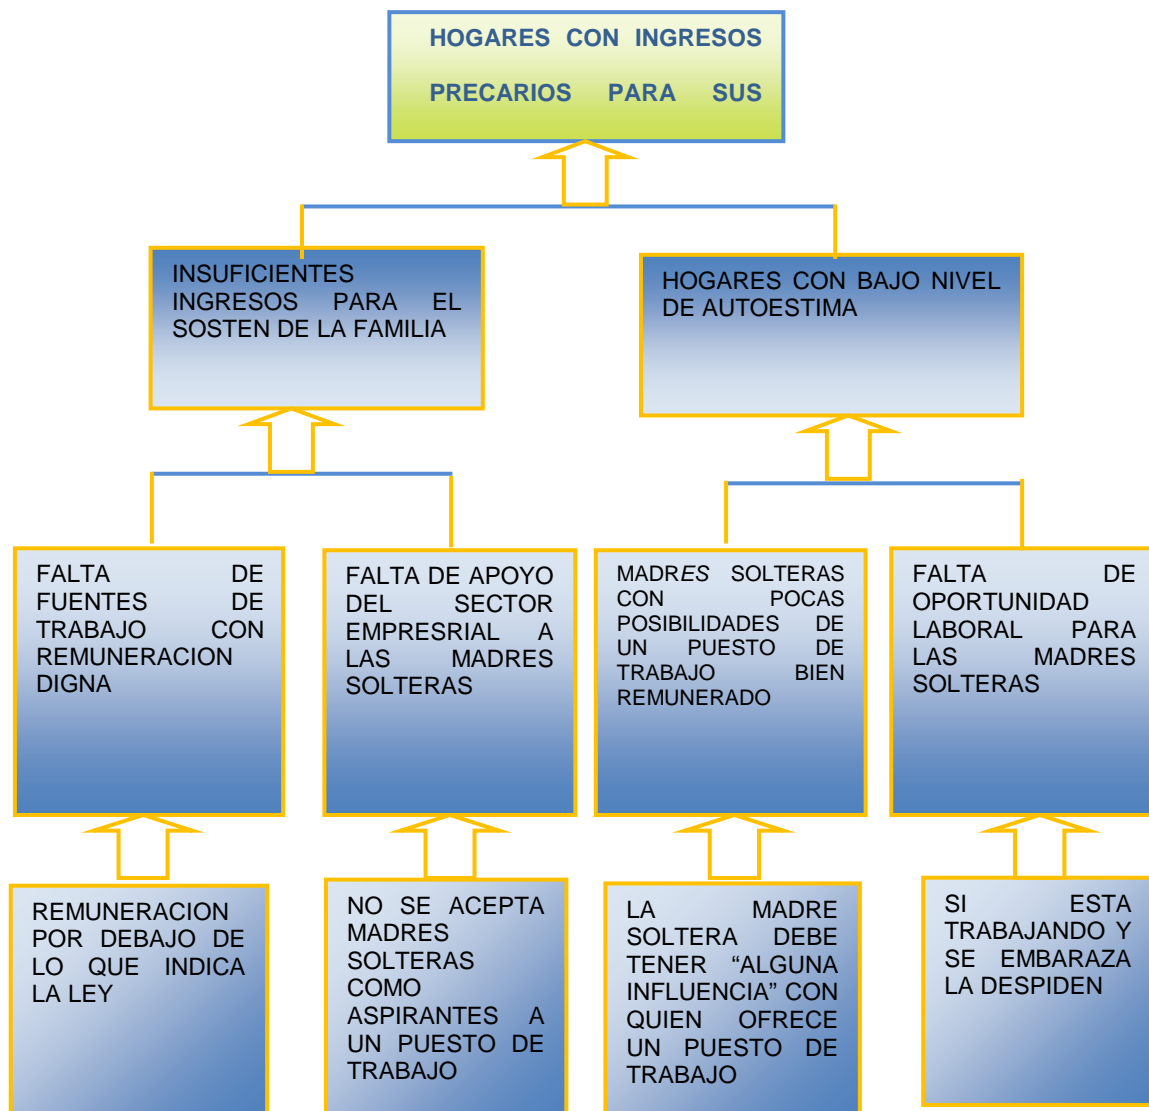 HOGARES CON INGRESOS
PRECARIOS PARA SUS
INSUFICIENTES
INGRESOS PARA EL
SOSTEN DE LA FAMILIA
HOGARES CON BAJO NIVEL
DE AUTOESTIMA
FALTA DE
FUENTES DE
TRABAJO CON
REMUNERACION
DIGNA
FALTA DE APOYO
DEL SECTOR
EMPRESRIAL A
LAS MADRES
SOLTERAS
MADRES SOLTERAS
CON POCAS
POSIBILIDADES DE
UN PUESTO DE
TRABAJO BIEN
REMUNERADO
FALTA DE
OPORTUNIDAD
LABORAL PARA
LAS MADRES
SOLTERAS
REMUNERACION
POR DEBAJO DE
LO QUE INDICA
LA LEY
NO SE ACEPTA
MADRES
SOLTERAS
COMO
ASPIRANTES A
UN PUESTO DE
TRABAJO
LA MADRE
SOLTERA DEBE
TENER “ALGUNA
INFLUENCIA” CON
QUIEN OFRECE
UN PUESTO DE
TRABAJO
SI ESTA
TRABAJANDO Y
SE EMBARAZA
LA DESPIDEN